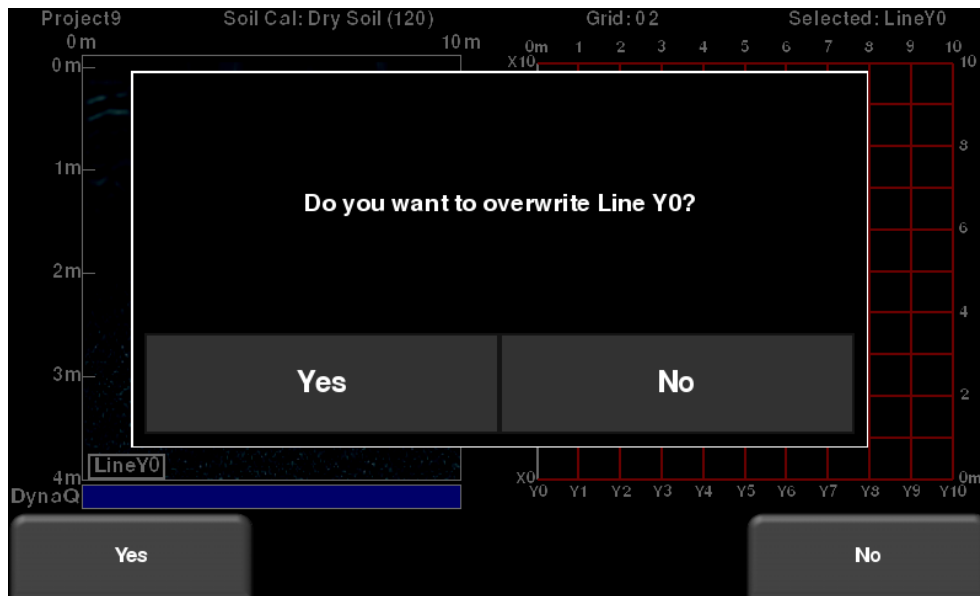 Project9 Soil Cal: Dry Soil (120) Grid: 02 Selected: LineY0
0m 10m
0m 1 2 3 4 5 6 7 8 9 10
0m
1m
2m
3m
4m
X10
10
8
6
4
2
0m
X0
Y0 Y1 Y2 Y3 Y4 Y5 Y6 Y7 Y8 Y9 Y10
Do you want to overwrite Line Y0?
Yes No
LineY0
DynaQ
Yes No